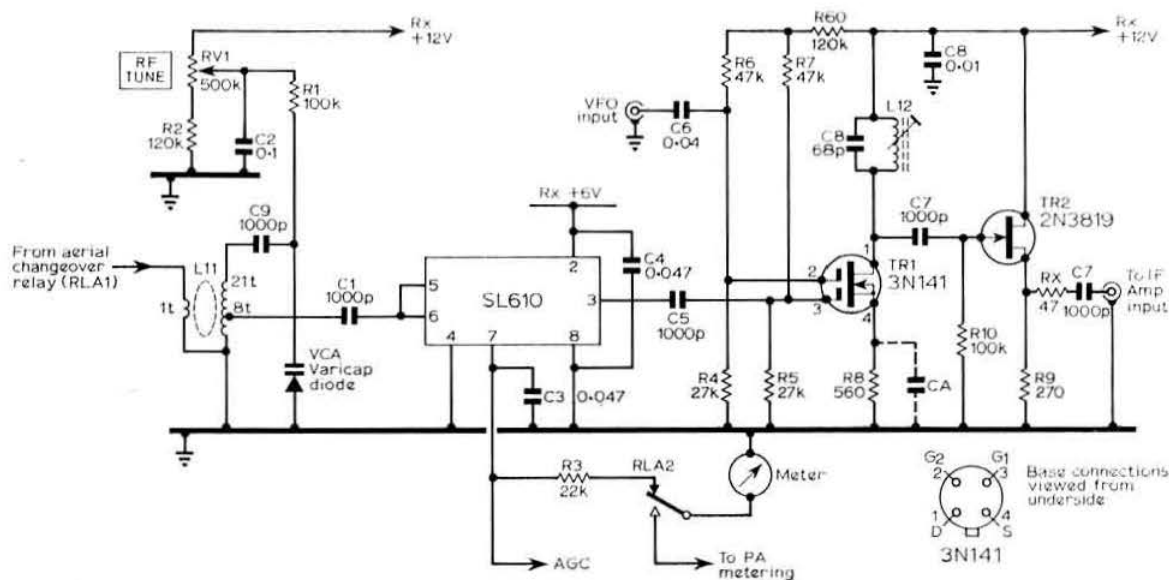 Rx
+12V
RF
TUNE
RV1
500k
R1
100k
R2
120k
C2
0·1
C9
1000p
From aerial
changeover
relay (RLA1)
L11
1t
21t
8t
C1
1000p
VCA
Varicap
diode
Rx +6V
5
6
SL610
2
3
4
7
8
C4
0·047
C3
0·047
C5
1000p
R3
22k
RLA2
Meter
AGC
To PA
metering
VFO
input
C6
0·04
R6
47k
R7
47k
R60
120k
Rx
+12V
C8
0·01
L12
C8
68p
C7
1000p
TR2
2N3819
1
TR1
3N141
2
3
4
R4
27k
R5
27k
R8
560
CA
R10
100k
RX
47
C7
1000p
To IF
Amp
input
R9
270
G2
2
G1
3
1
D
4
S
3N141
Base connections
viewed from
underside